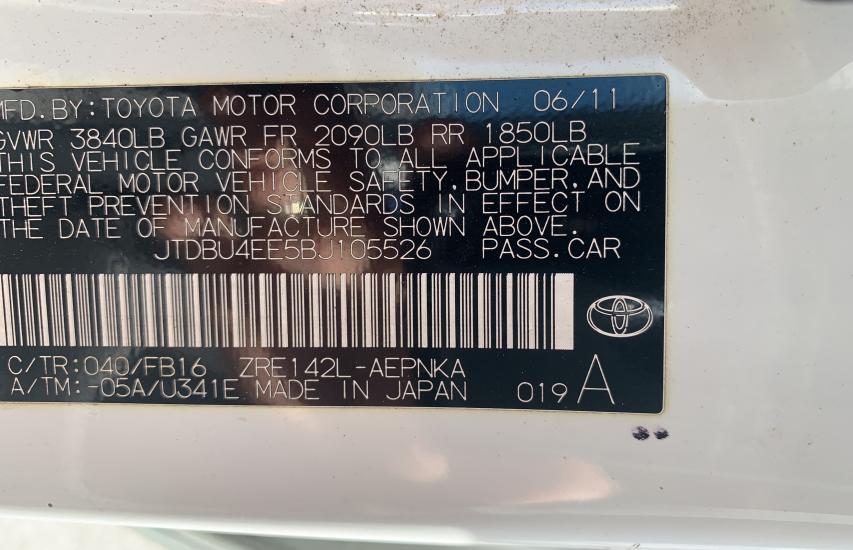 MFD.BY:TOYOTA MOTOR CORPORATION 06/11
GVWR 3840LB GAWR FR 2090LB RR 1850LB
THIS VEHICLE CONFORMS TO ALL APPLICABLE
FEDERAL MOTOR VEHICLE SAFETY,BUMPER,AND
THEFT PREVENTION STANDARDS IN EFFECT ON
THE DATE OF MANUFACTURE SHOWN ABOVE.
JTDBU4EE5BJ105526 PASS.CAR
C/TR:040/FB16 ZRE142L-AEPNKA
A/TM:-05A/U341E MADE IN JAPAN 019 A